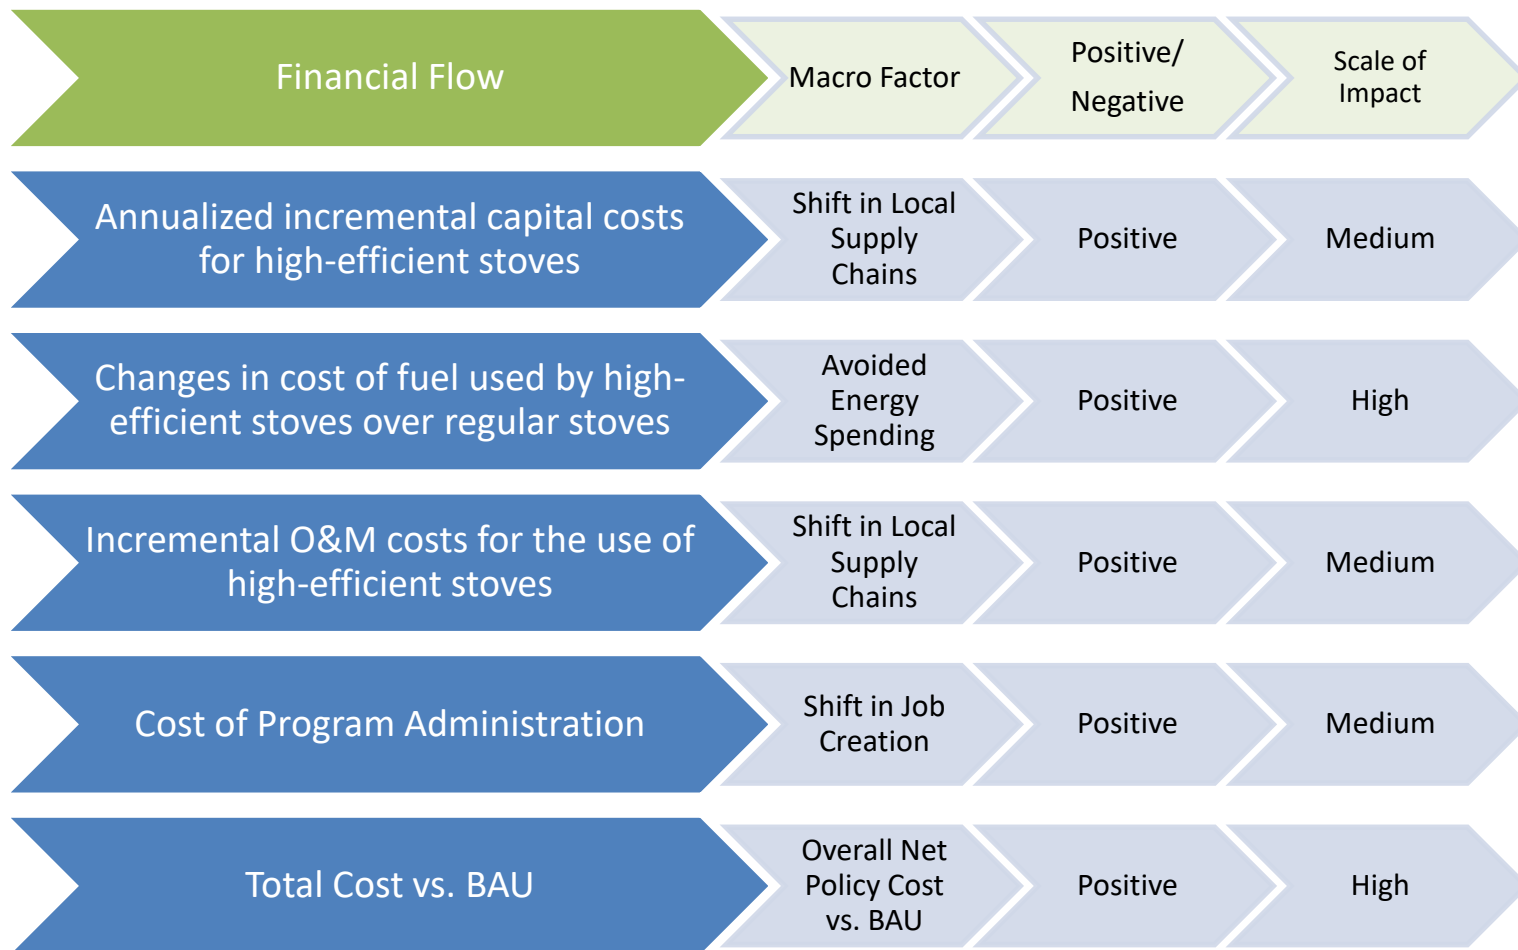 Financial Flow
Macro Factor
Positive/
Negative
Scale of
Impact
Annualized incremental capital costs
for high-efficient stoves
Shift in Local
Supply
Chains
Positive
Medium
Changes in cost of fuel used by high-
efficient stoves over regular stoves
Avoided
Energy
Spending
Positive
High
Incremental O&M costs for the use of
high-efficient stoves
Shift in Local
Supply
Chains
Positive
Medium
Cost of Program Administration
Shift in Job
Creation
Positive
Medium
Total Cost vs. BAU
Overall Net
Policy Cost
vs. BAU
Positive
High